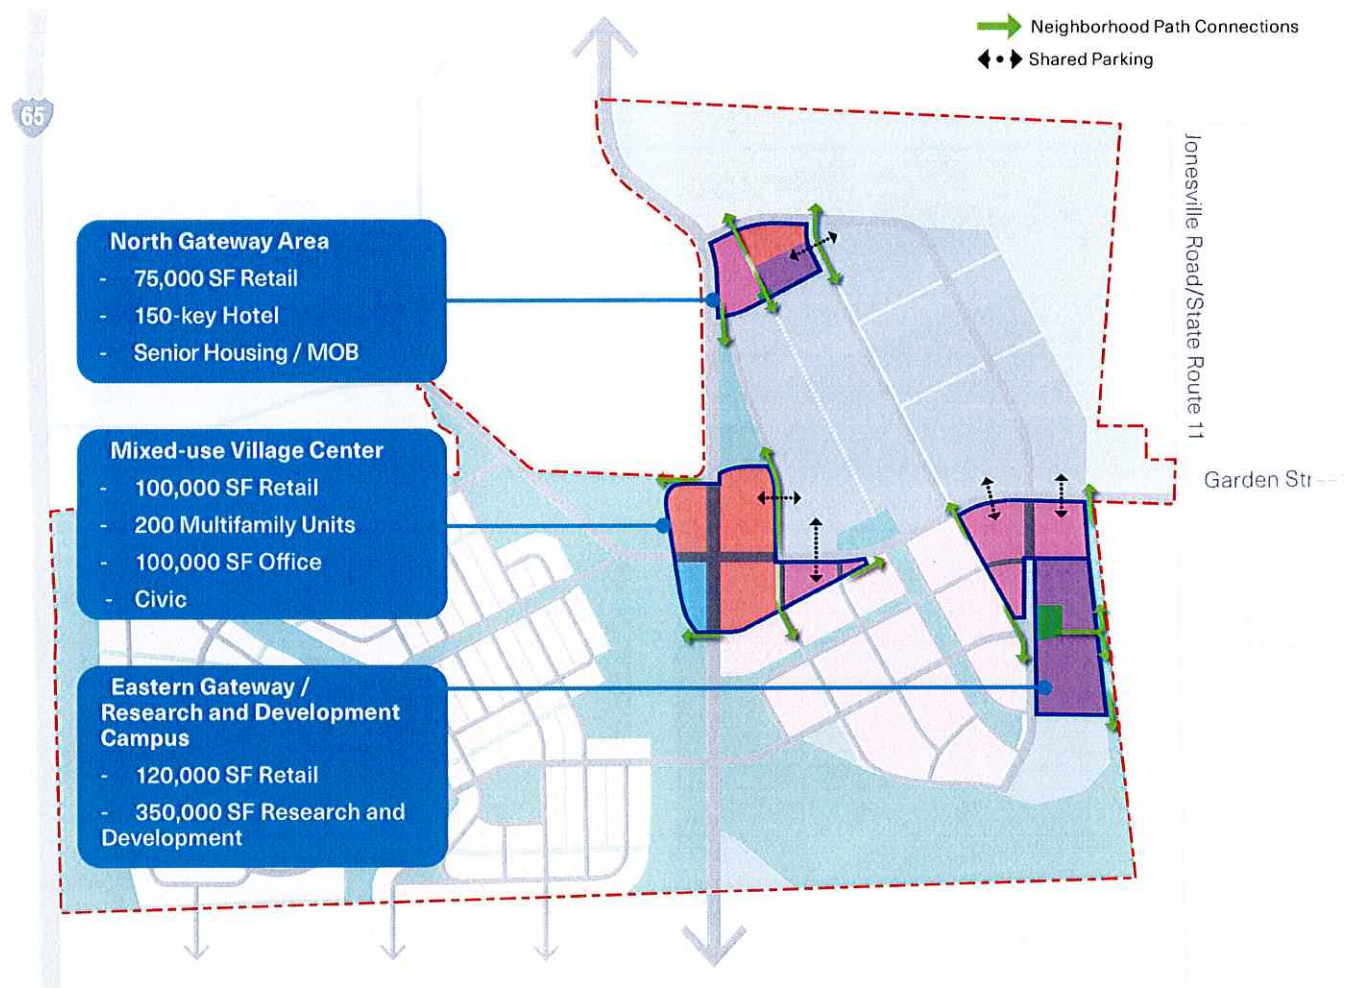 Neighborhood Path Connections
Shared Parking
65
Jonesville Road/State Route 11
North Gateway Area
- 75,000 SF Retail
- 150-key Hotel
- Senior Housing / MOB
Mixed-use Village Center
- 100,000 SF Retail
- 200 Multifamily Units
- 100,000 SF Office
- Civic
Garden Str
Eastern Gateway /
Research and Development
Campus
- 120,000 SF Retail
- 350,000 SF Research and
Development